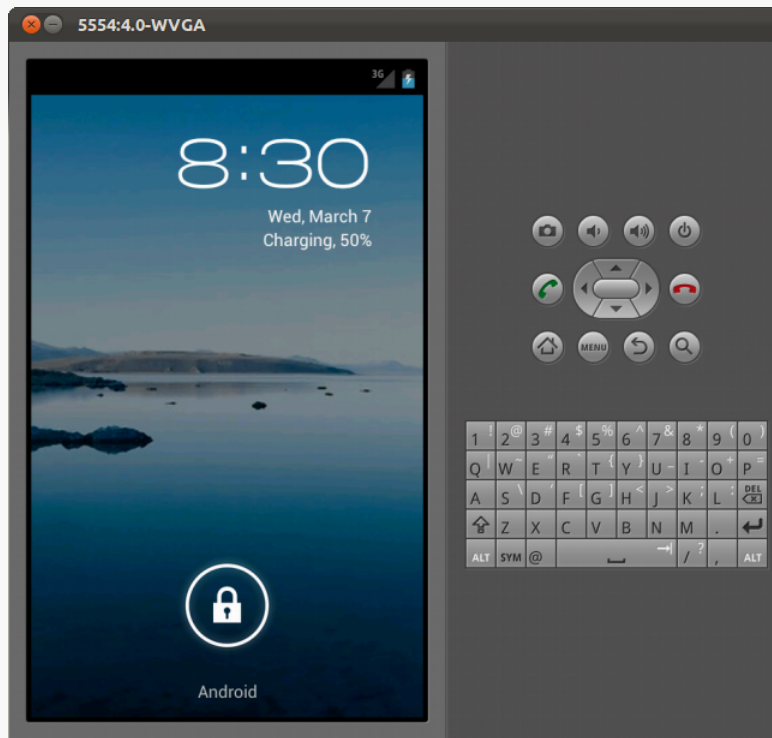 5554:4.0-WVGA
3G
8:30
Wed, March 7
Charging, 50%
MENU
1 ! 2 @ 3 # 4 $ 5 % 6 ^ 7 & 8 * 9 ( 0 )
Q | W ~ E " R ` T { Y } U _ I - O + P =
A S \ D ' F [ G ] H < J > K ; L : DEL
Z X C V B N M .
ALT SYM @ / ? , ALT
Android